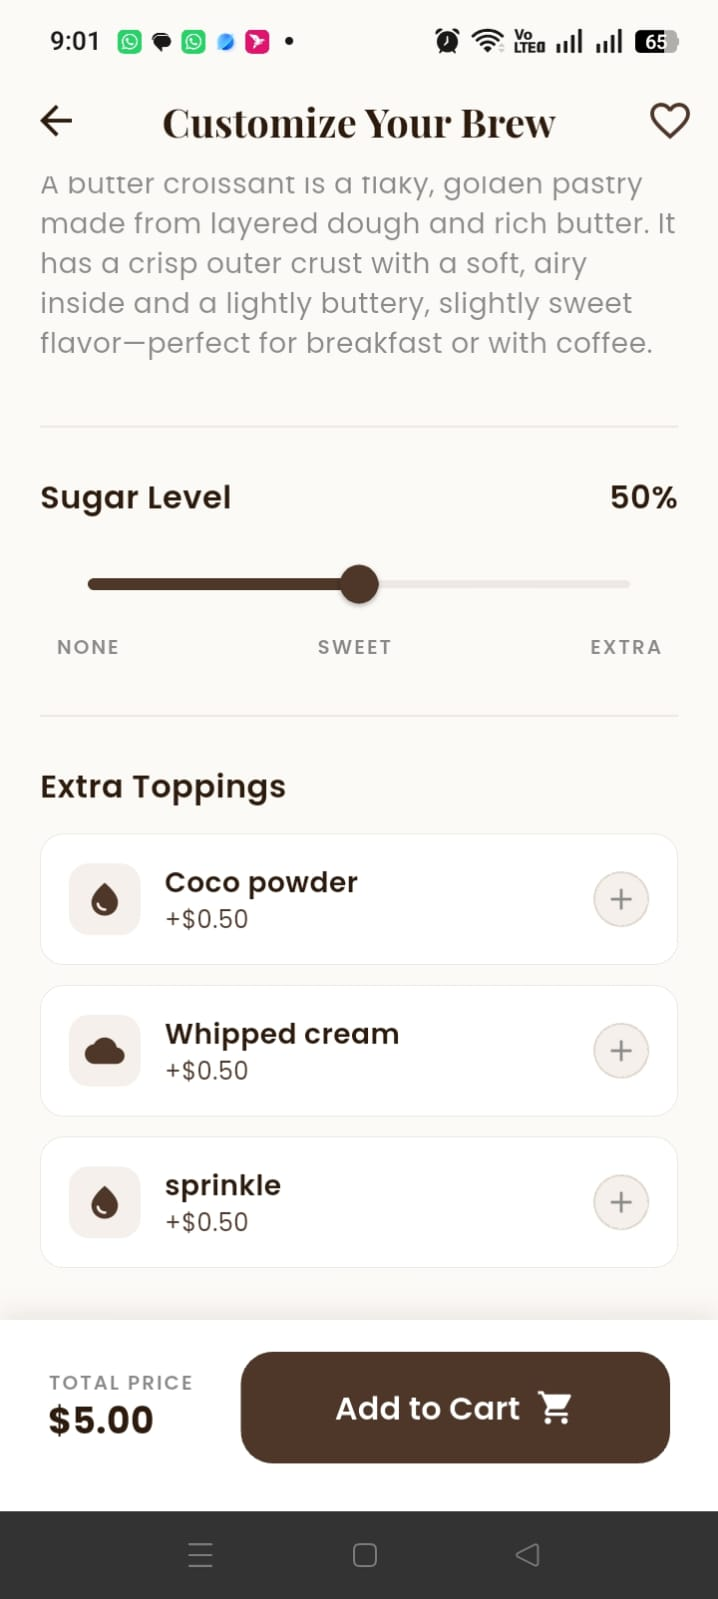 9:01
Vo
LTE
65
Customize Your Brew
A butter croissant is a flaky, golden pastry
made from layered dough and rich butter. It
has a crisp outer crust with a soft, airy
inside and a lightly buttery, slightly sweet
flavor—perfect for breakfast or with coffee.
Sugar Level
50%
NONE
SWEET
EXTRA
Extra Toppings
Coco powder
+$0.50
Whipped cream
+$0.50
sprinkle
+$0.50
TOTAL PRICE
$5.00
Add to Cart